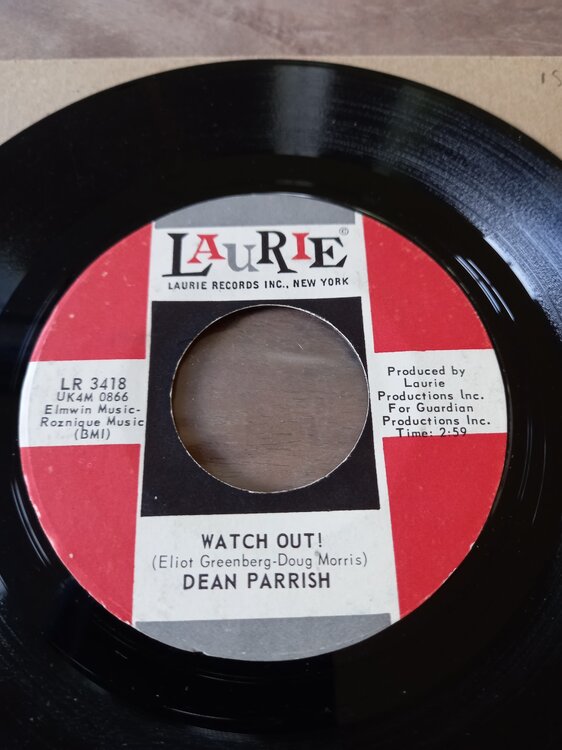 LAURIE©
LAURIE RECORDS INC., NEW YORK
LR 3418
UK4M 0866
Elmwin Music-
Roznique Music
(BMI)
Produced by
Laurie
Productions Inc.
For Guardian
Productions Inc.
Time: 2:59
WATCH OUT!
(Eliot Greenberg-Doug Morris)
DEAN PARRISH